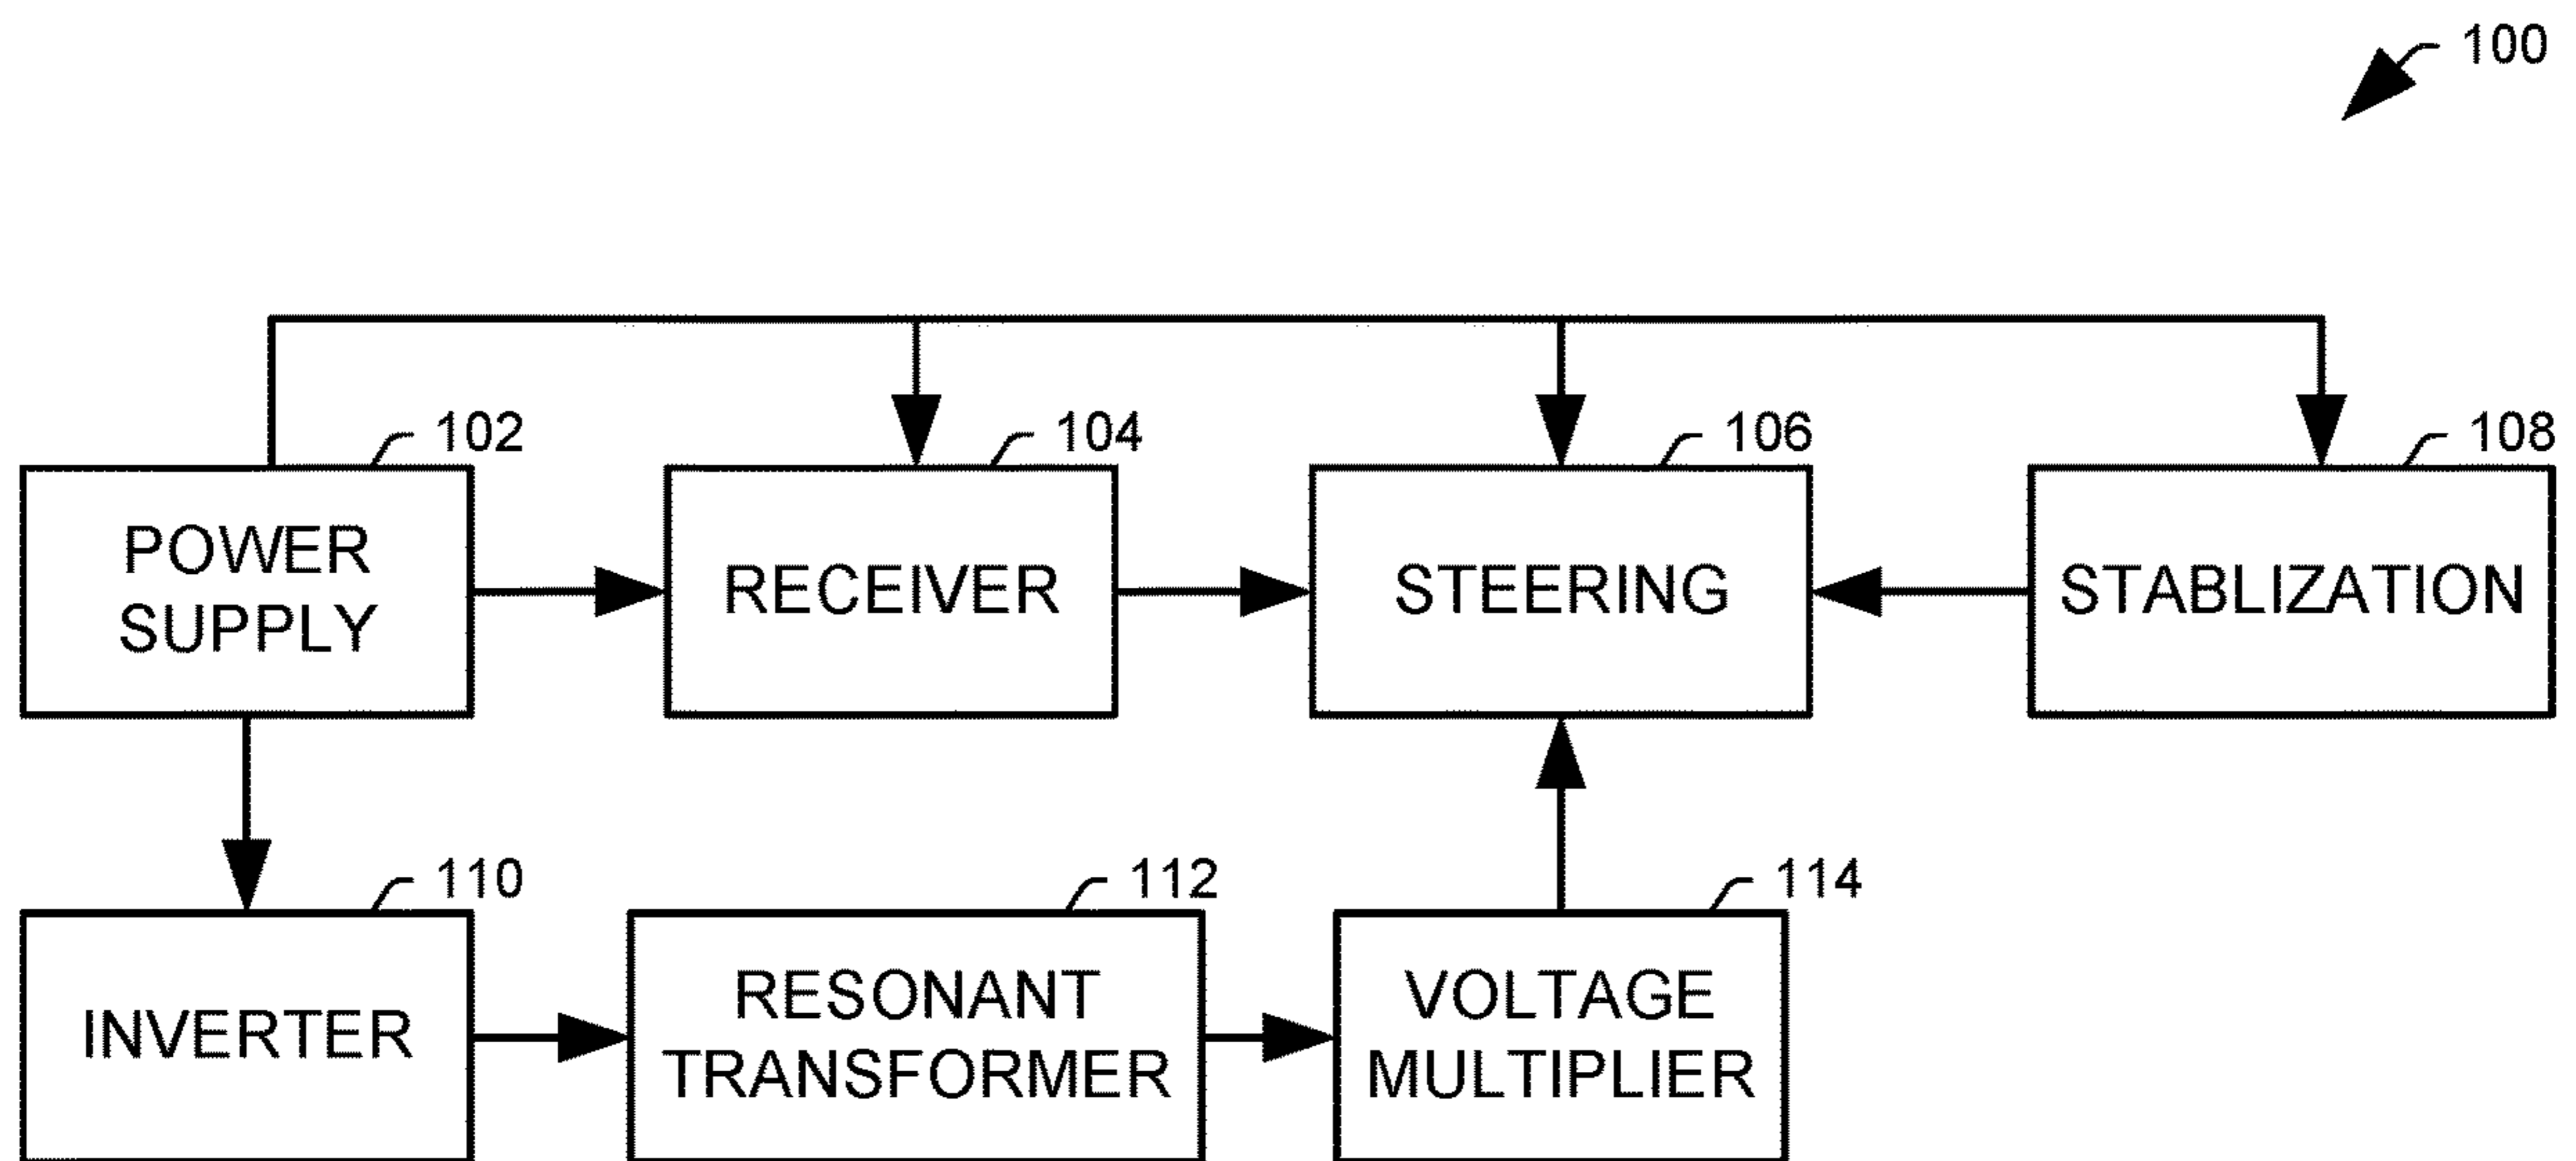 100
102
104
106
108
POWER
SUPPLY
RECEIVER
STEERING
STABLIZATION
110
112
114
INVERTER
RESONANT
TRANSFORMER
VOLTAGE
MULTIPLIER